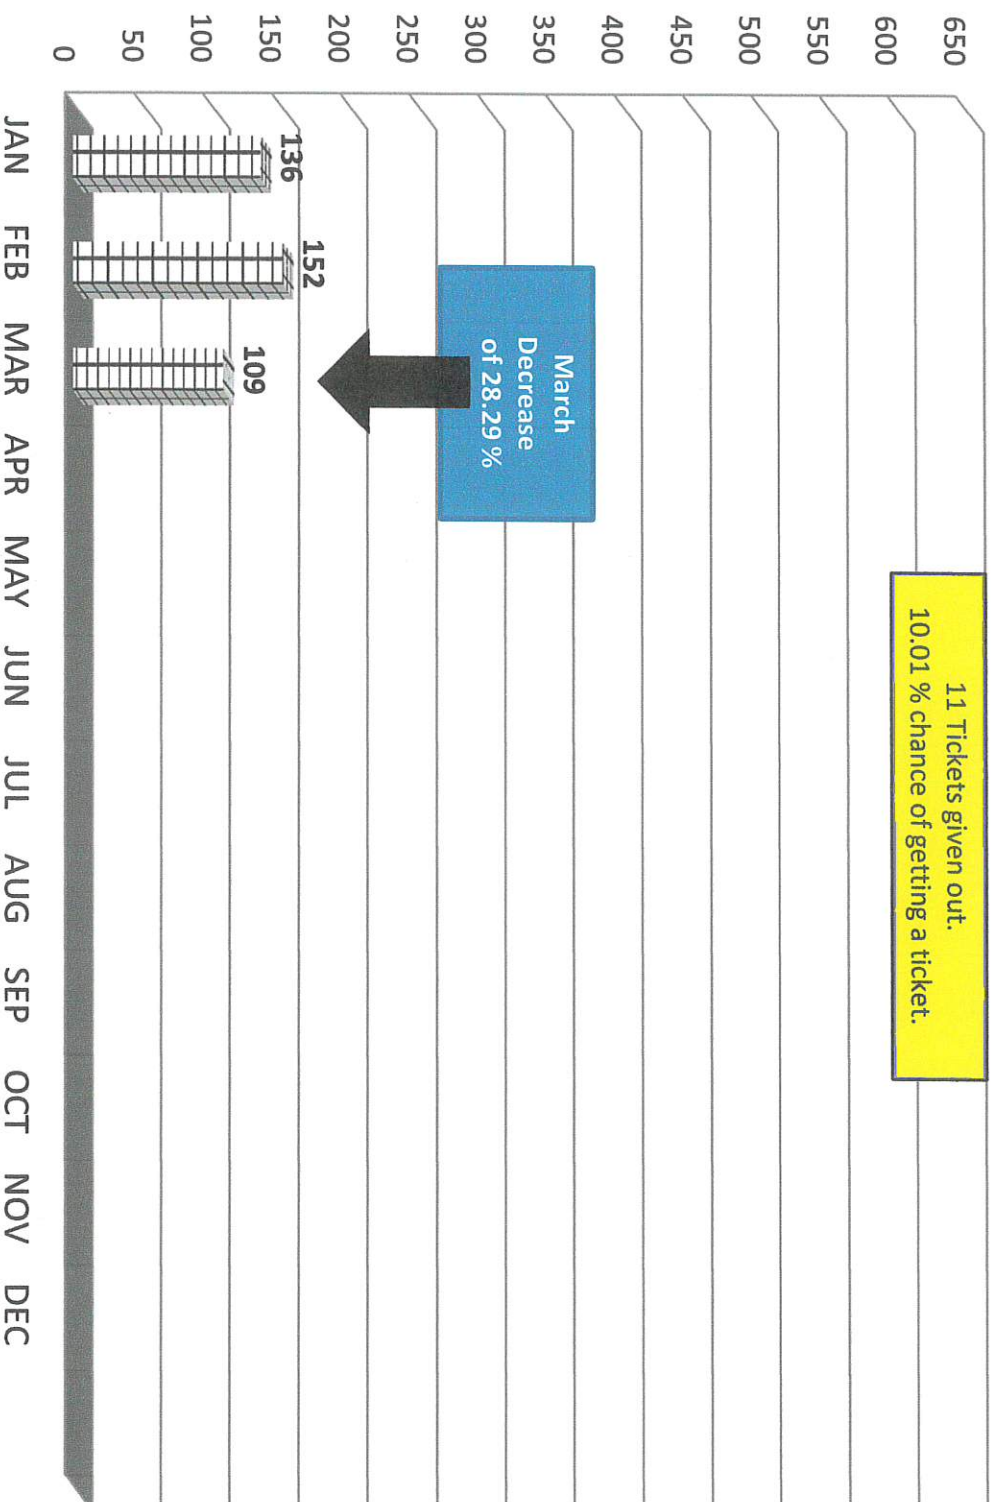 11 Tickets given out.
10.01 % chance of getting a ticket.
650
600
550
500
450
400
350
300
250
200
150
100
50
0
March
Decrease
of 28.29 %
136
152
109
JAN FEB MAR APR MAY JUN JUL AUG SEP OCT NOV DEC